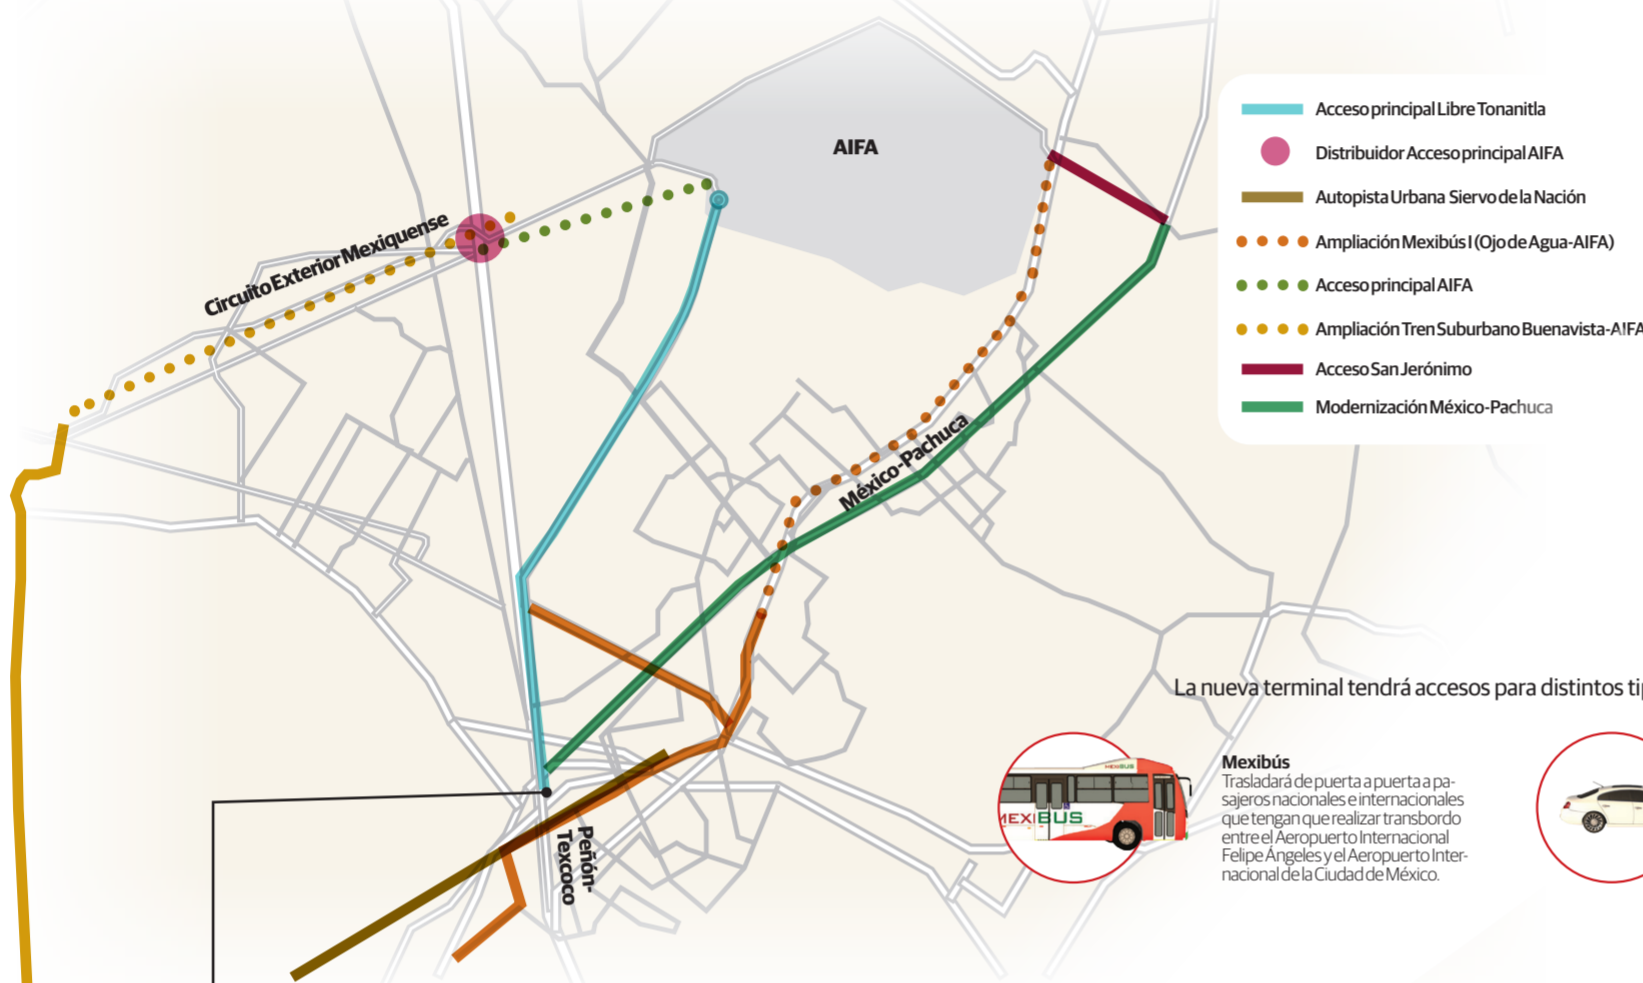 AIFA
Circuito Exterior Mexiquense
México-Pachuca
Peñón-
Texcoco
Acceso principal Libre Tonanitla
Distribuidor Acceso principal AIFA
Autopista Urbana Siervo de la Nación
Ampliación Mexibús I (Ojo de Agua-AIFA)
Acceso principal AIFA
Ampliación Tren Suburbano Buenavista-AIFA
Acceso San Jerónimo
Modernización México-Pachuca
La nueva terminal tendrá accesos para distintos tip
MEXIBUS
MEXIBUS
Mexibús
Trasladará de puerta a puerta a pa-
sajeros nacionales e internacionales
que tengan que realizar transbordo
entre el Aeropuerto Internacional
Felipe Ángeles y el Aeropuerto Inter-
nacional de la Ciudad de México.